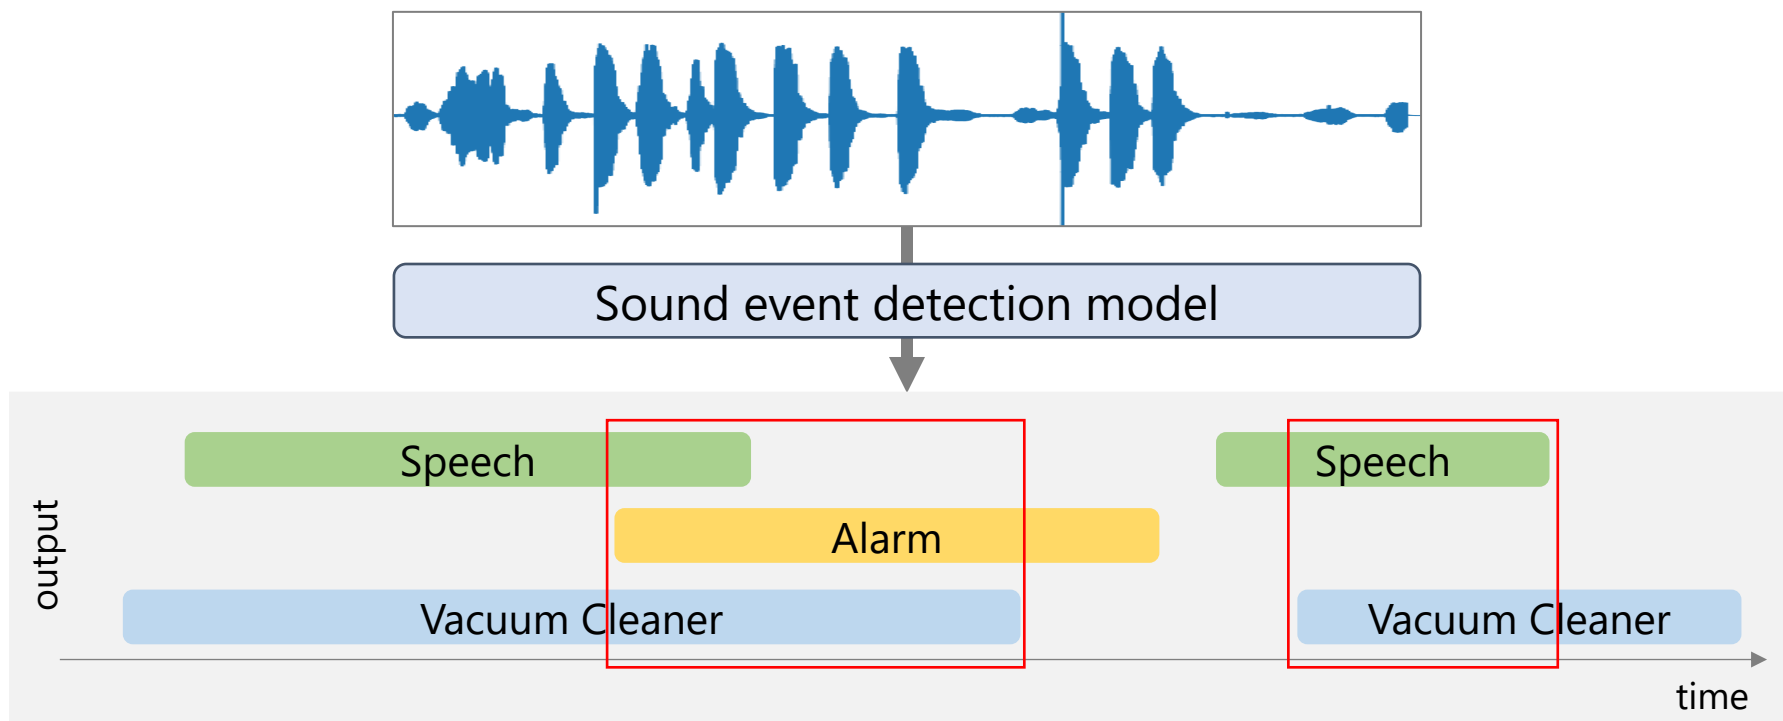 Sound event detection model
Speech
Speech
Alarm
Vacuum Cleaner
Vacuum Cleaner
output
time